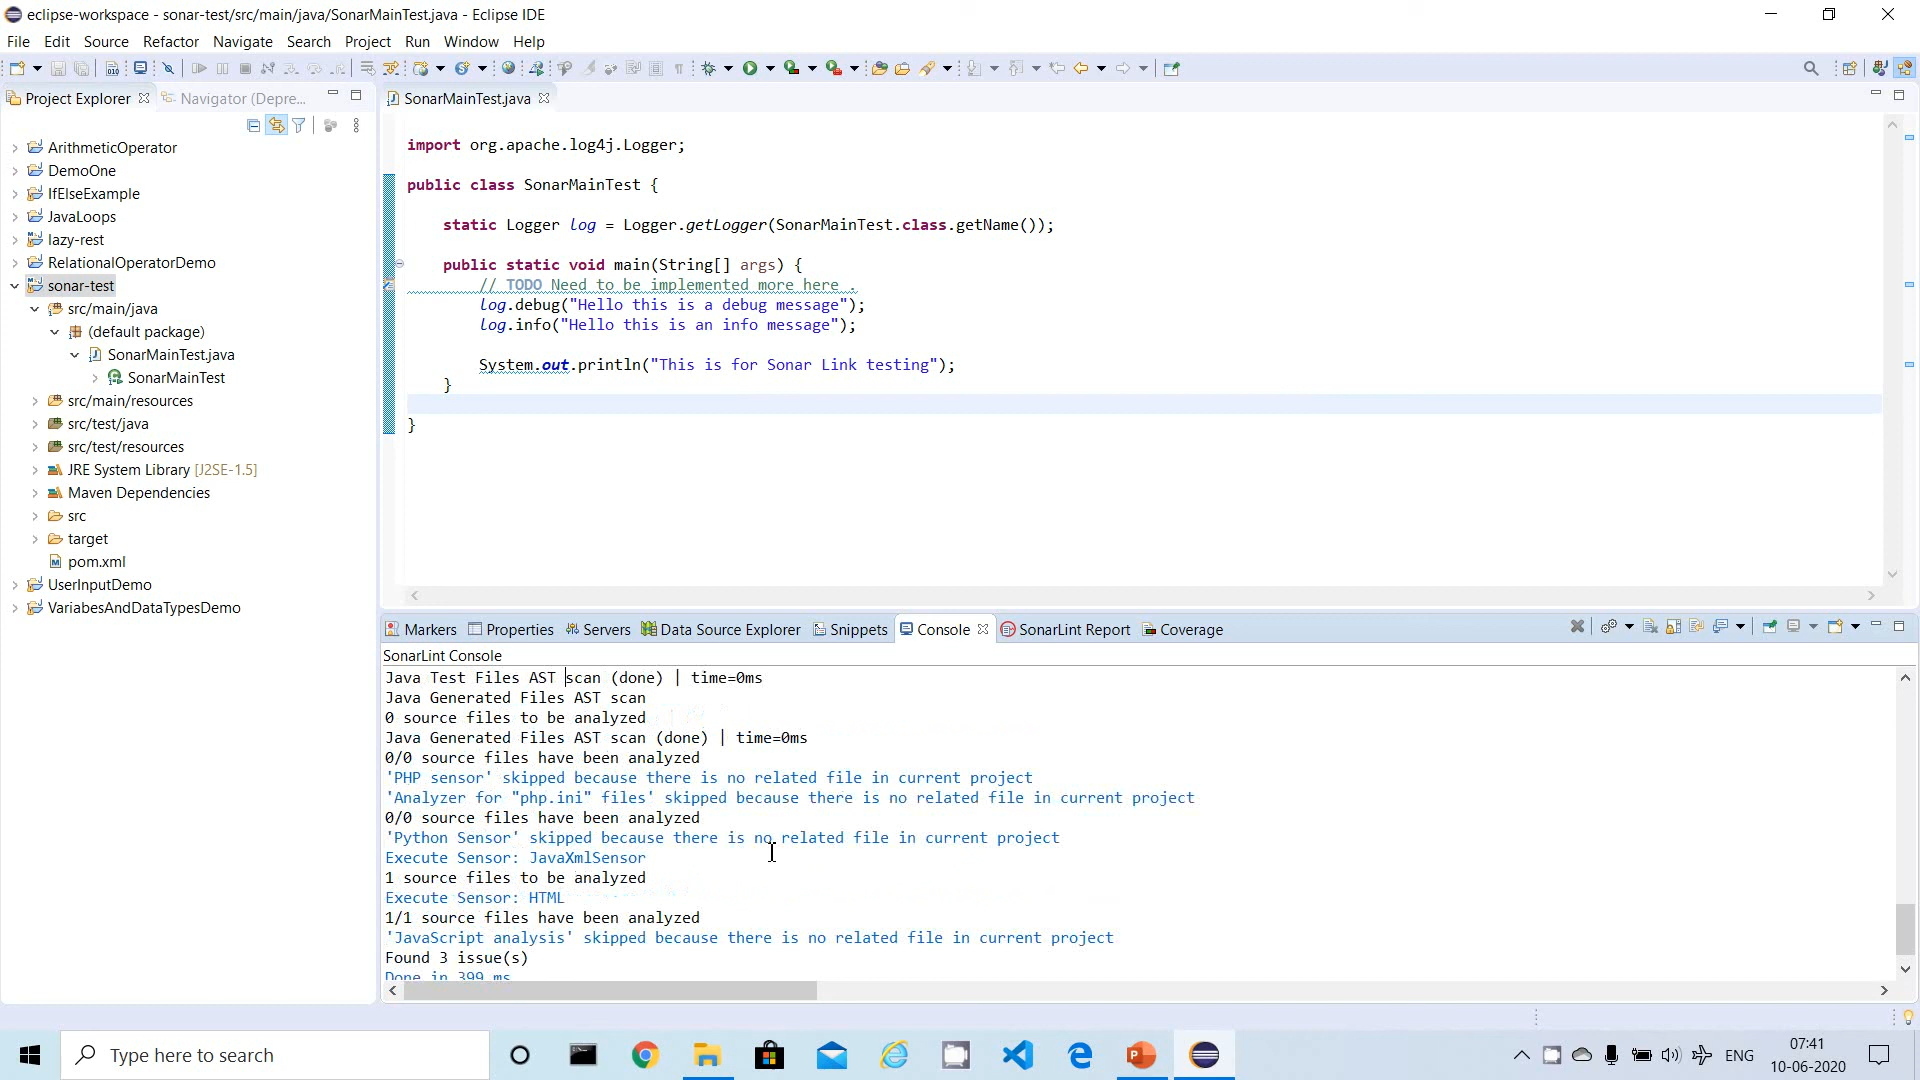 eclipse-workspace - sonar-test/src/main/java/SonarMainTest.java - Eclipse IDE
File Edit Source Refactor Navigate Search Project Run Window Help
Project Explorer Navigator (Depre...
ArithmeticOperator
DemoOne
IfElseExample
JavaLoops
lazy-rest
RelationalOperatorDemo
sonar-test
src/main/java
(default package)
SonarMainTest.java
SonarMainTest
src/main/resources
src/test/java
src/test/resources
JRE System Library [J2SE-1.5]
Maven Dependencies
src
target
pom.xml
UserInputDemo
VariabesAndDataTypesDemo
SonarMainTest.java
import org.apache.log4j.Logger;
public class SonarMainTest {
static Logger log = Logger.getLogger(SonarMainTest.class.getName());
public static void main(String[] args) {
// TODO Need to be implemented more here .
log.debug("Hello this is a debug message");
log.info("Hello this is an info message");
System.out.println("This is for Sonar Link testing");
}
}
Markers Properties Servers Data Source Explorer Snippets Console SonarLint Report Coverage
SonarLint Console
Java Test Files AST scan (done) | time=0ms
Java Generated Files AST scan
0 source files to be analyzed
Java Generated Files AST scan (done) | time=0ms
0/0 source files have been analyzed
'PHP sensor' skipped because there is no related file in current project
'Analyzer for "php.ini" files' skipped because there is no related file in current project
0/0 source files have been analyzed
'Python Sensor' skipped because there is no related file in current project
Execute Sensor: JavaXmlSensor
1 source files to be analyzed
Execute Sensor: HTML
1/1 source files have been analyzed
'JavaScript analysis' skipped because there is no related file in current project
Found 3 issue(s)
Done in 399 ms
Type here to search
ENG
07:41
10-06-2020